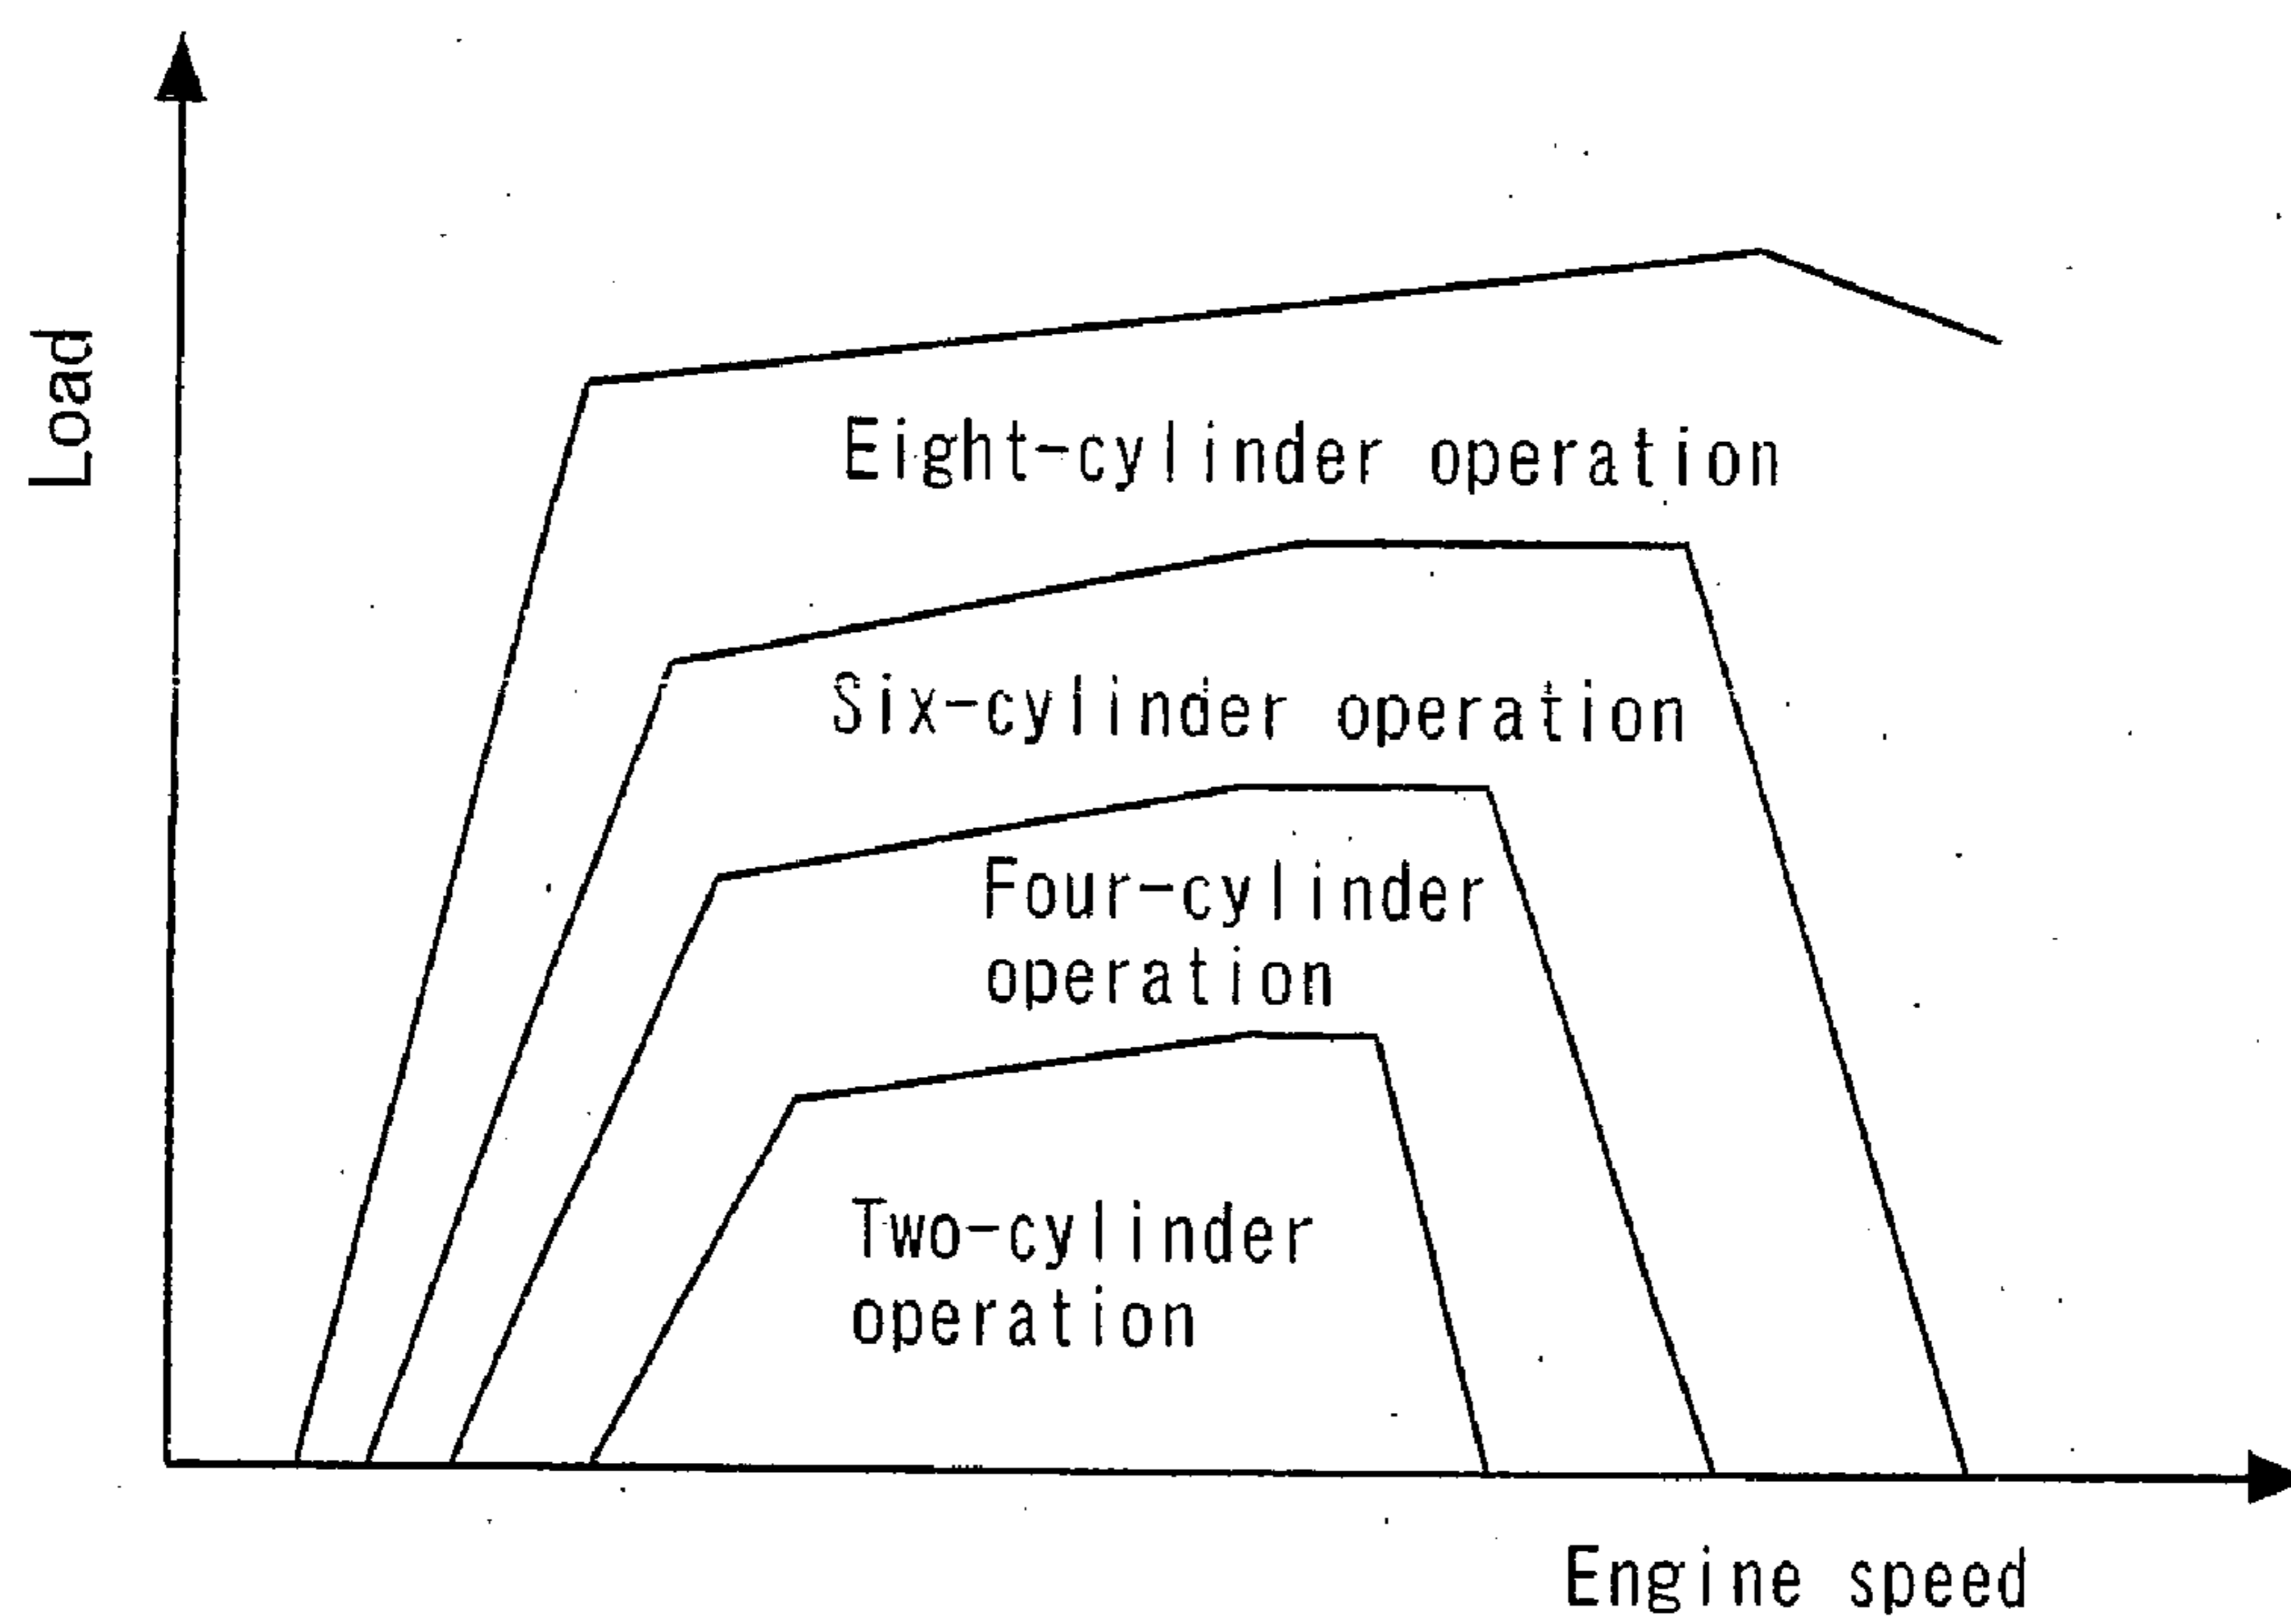 Load
Eight-cylinder operation
Six-cylinder operation
Four-cylinder
operation
Two-cylinder
operation
Engine speed